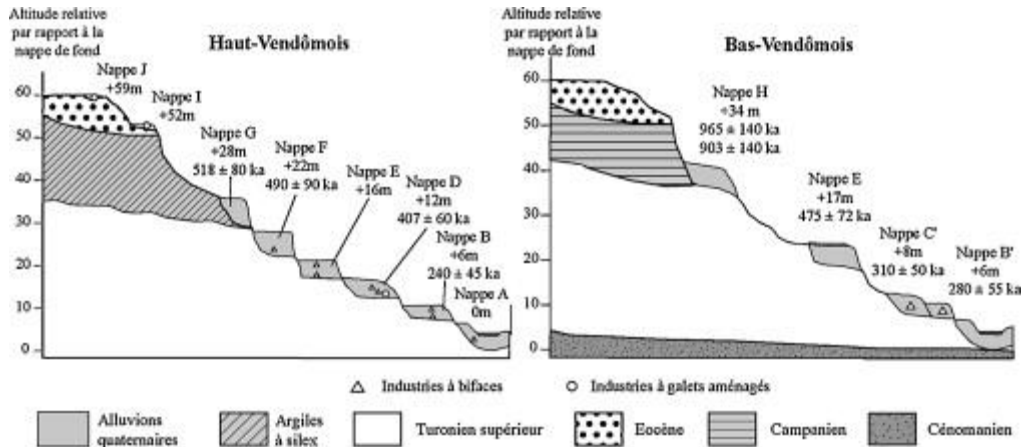 Altitude relative
par rapport à la
nappe de fond
Haut-Vendômois
60
50
40
30
20
10
0
Nappe J
+59m
Nappe I
+52m
Nappe G
+28m
518 ± 80 ka
Nappe F
+22m
490 ± 90 ka
Nappe E
+16m
Nappe D
+12m
407 ± 60 ka
Nappe B
+6m
240 ± 45 ka
Nappe A
0m
Altitude relative
par rapport à la
nappe de fond
Bas-Vendômois
60
50
40
30
20
10
0
Nappe H
+34 m
965 ± 140 ka
903 ± 140 ka
Nappe E
+17m
475 ± 72 ka
Nappe C'
+8m
310 ± 50 ka
Nappe B'
+6m
280 ± 55 ka
Industries à bifaces
Industries à galets aménagés
Alluvions
quaternaires
Argiles
à silex
Turonien supérieur
Eocène
Campanien
Cénomanien